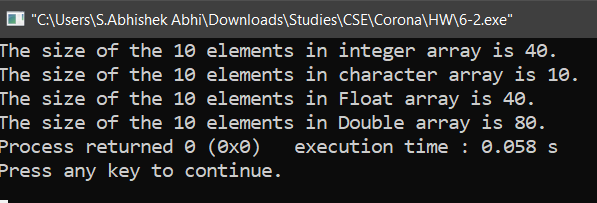 "C:\Users\S.Abhishek Abhi\Downloads\Studies\CSE\Corona\HW\6-2.exe"
The size of the 10 elements in integer array is 40.
The size of the 10 elements in character array is 10.
The size of the 10 elements in Float array is 40.
The size of the 10 elements in Double array is 80.
Process returned 0 (0x0)   execution time : 0.058 s
Press any key to continue.